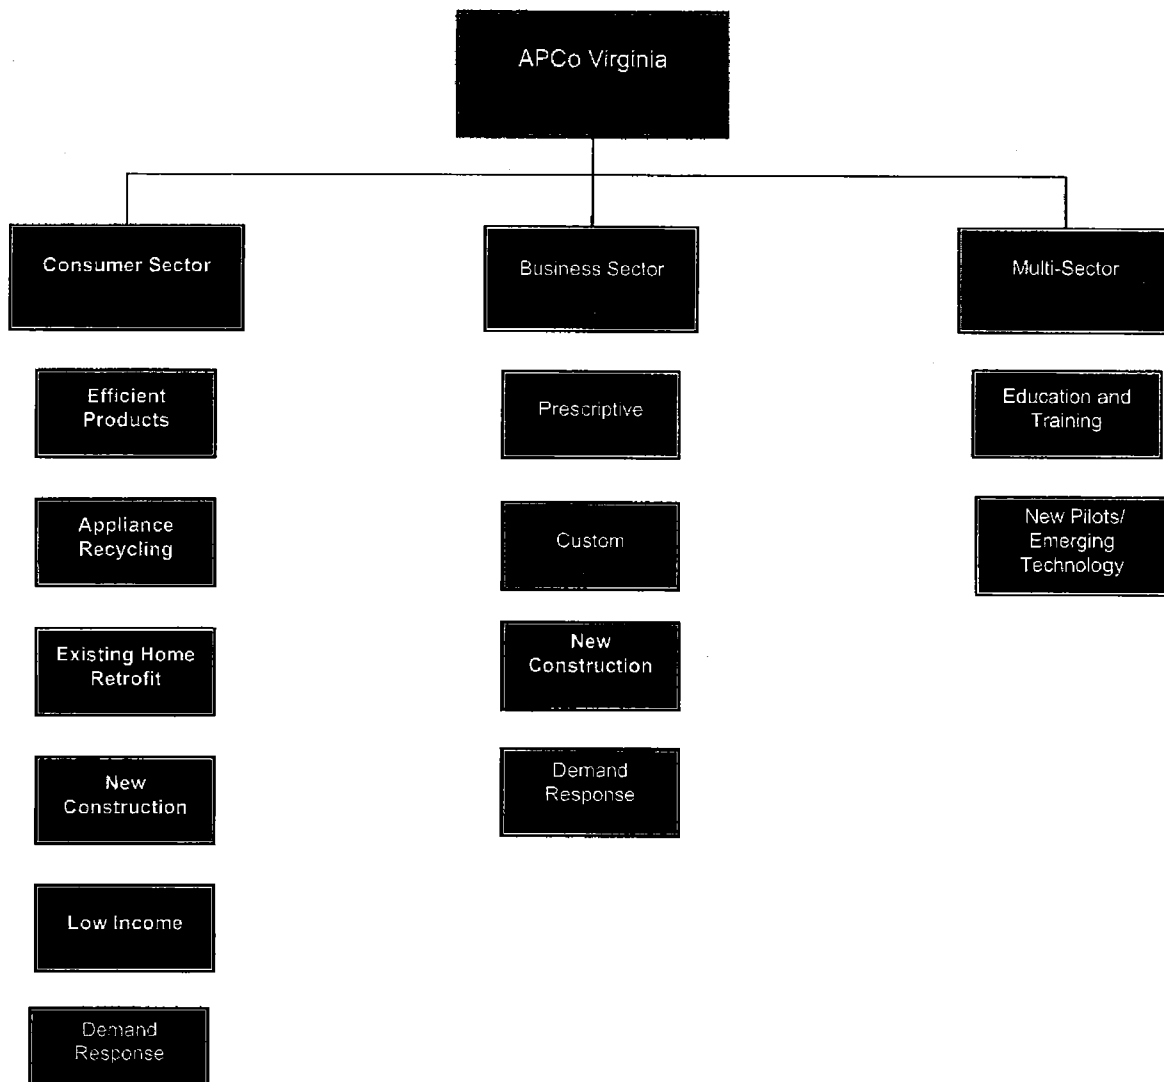 APCo Virginia
Consumer Sector
Efficient
Products
Appliance
Recycling
Existing Home
Retrofit
New
Construction
Low Income
Demand
Response
Business Sector
Prescriptive
Custom
New
Construction
Demand
Response
Multi-Sector
Education and
Training
New Pilots/
Emerging
Technology